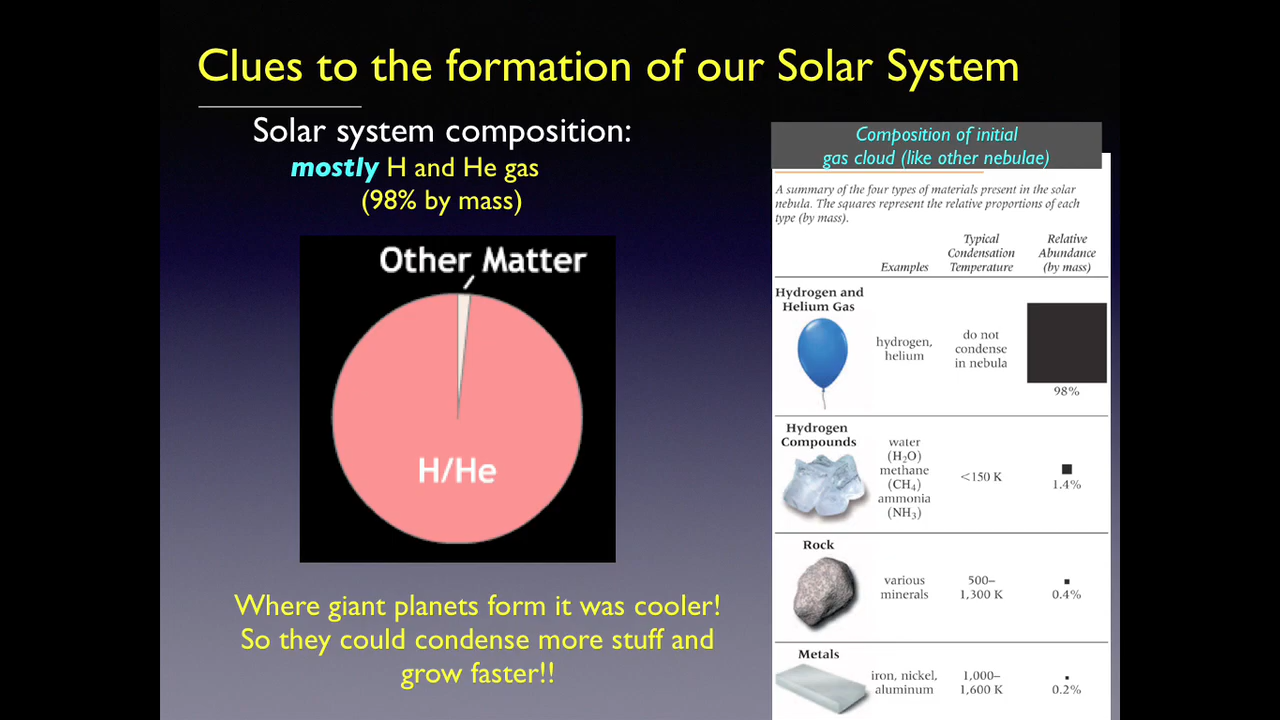 Clues to the formation of our Solar System
Solar system composition:
mostly H and He gas
(98% by mass)
Other Matter
H/He
Where giant planets form it was cooler!
So they could condense more stuff and
grow faster!!
Composition of initial
gas cloud (like other nebulae)
A summary of the four types of materials present in the solar
nebula. The squares represent the relative proportions of each
type (by mass).
Examples
Typical
Condensation
Temperature
Relative
Abundance
(by mass)
Hydrogen and
Helium Gas
hydrogen,
helium
do not
condense
in nebula
98%
Hydrogen
Compounds
water
(H₂O)
methane
(CH₄)
ammonia
(NH₃)
<150 K
1.4%
Rock
various
minerals
500–
1,300 K
0.4%
Metals
iron, nickel,
aluminum
1,000–
1,600 K
0.2%